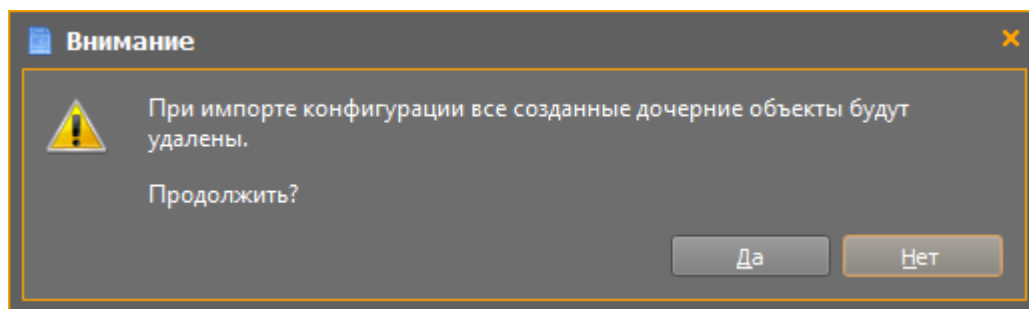 Внимание
При импорте конфигурации все созданные дочерние объекты будут
удалены.
Продолжить?
Да
Нет